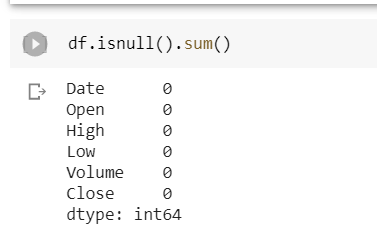 df.isnull().sum()
Date 0
Open 0
High 0
Low 0
Volume 0
Close 0
dtype: int64